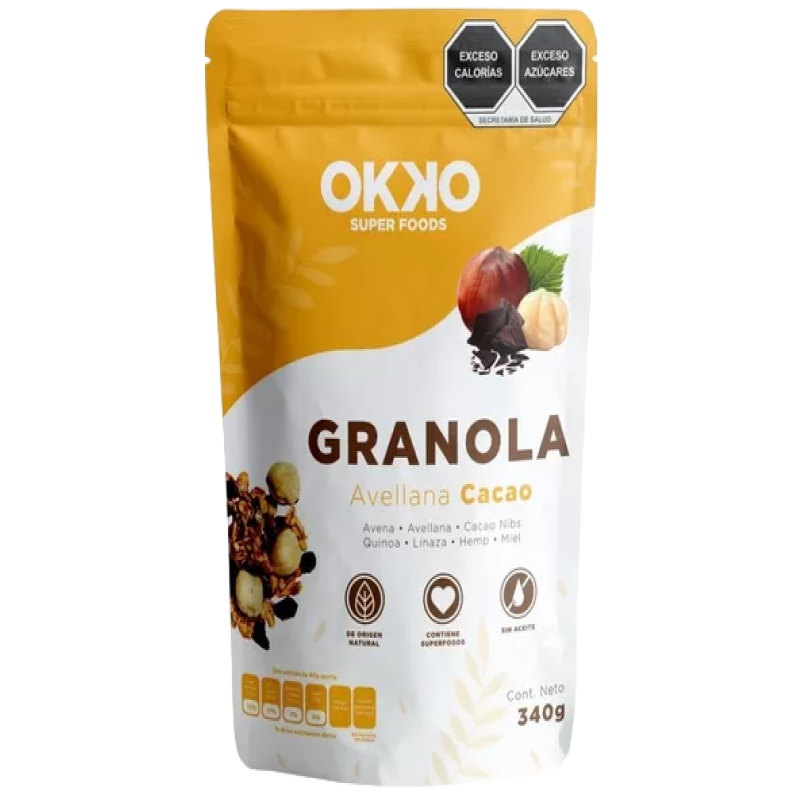 EXCESO
CALORÍAS
EXCESO
AZÚCARES
SECRETARÍA DE SALUD
OKKO
SUPER FOODS
GRANOLA
Avellana Cacao
Avena • Avellana • Cacao Nibs
Quinoa • Linaza • Hemp • Miel
DE ORIGEN
NATURAL
CONTIENE
SUPERFOODS
SIN ACEITE
Cont. Neto
340g